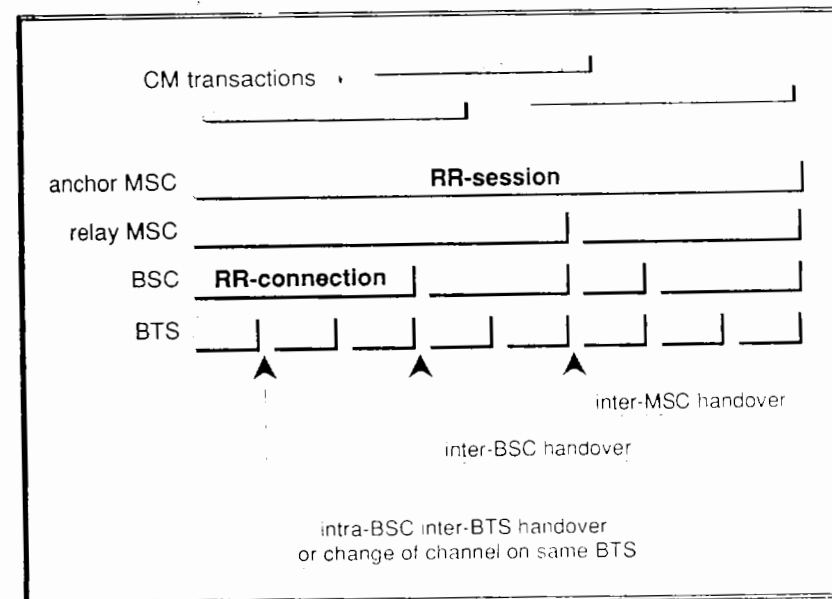 CM transactions
anchor MSC
RR-session
relay MSC
BSC
RR-connection
BTS
inter-MSC handover
inter-BSC handover
intra-BSC inter-BTS handover
or change of channel on same BTS